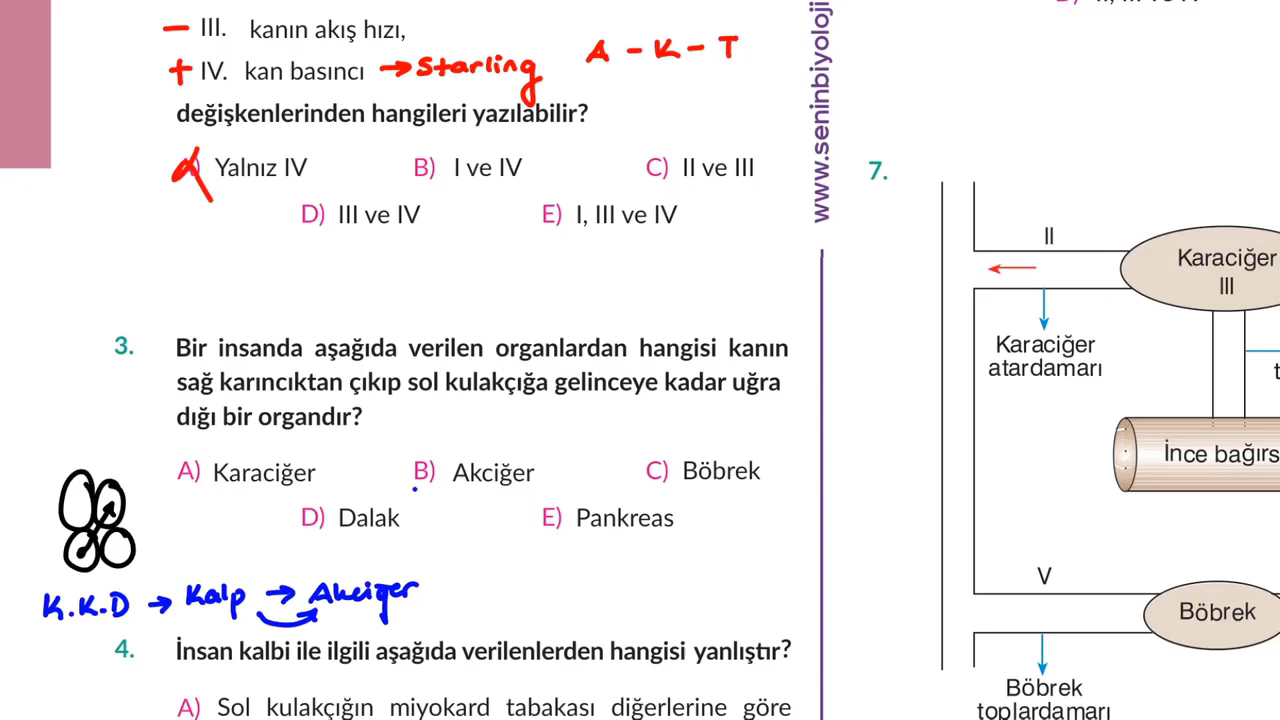 III. kanın akış hızı,
IV. kan basıncı → Starling
A - K - T
değişkenlerinden hangileri yazılabilir?
Yalnız IV
B) I ve IV
C) II ve III
D) III ve IV
E) I, III ve IV
3. Bir insanda aşağıda verilen organlardan hangisi kanın
sağ karıncıktan çıkıp sol kulakçığa gelinceye kadar uğra
dığı bir organdır?
A) Karaciğer
B) Akciğer
C) Böbrek
D) Dalak
E) Pankreas
K.K.D → Kalp → Akciğer
4. İnsan kalbi ile ilgili aşağıda verilenlerden hangisi yanlıştır?
A) Sol kulakçığın miyokard tabakası diğerlerine göre
www.seninbiyoloji
7.
II
Karaciğer
III
Karaciğer
atardamarı
İnce bağırs
V
Böbrek
Böbrek
toplardamarı